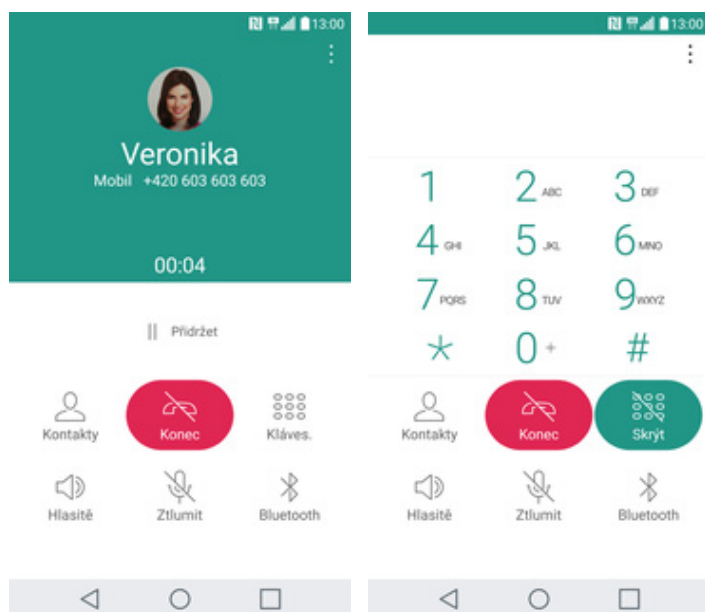 13:00
Veronika
Mobil +420 603 603 603
00:04
Přidržet
Kontakty Konec Kláves.
Hlasitě Ztlumit Bluetooth
13:00
1 2 ABC 3 DEF
4 GHI 5 JKL 6 MNO
7 PQRS 8 TUV 9 WXYZ
* 0 + #
Kontakty Konec Skrýt
Hlasitě Ztlumit Bluetooth